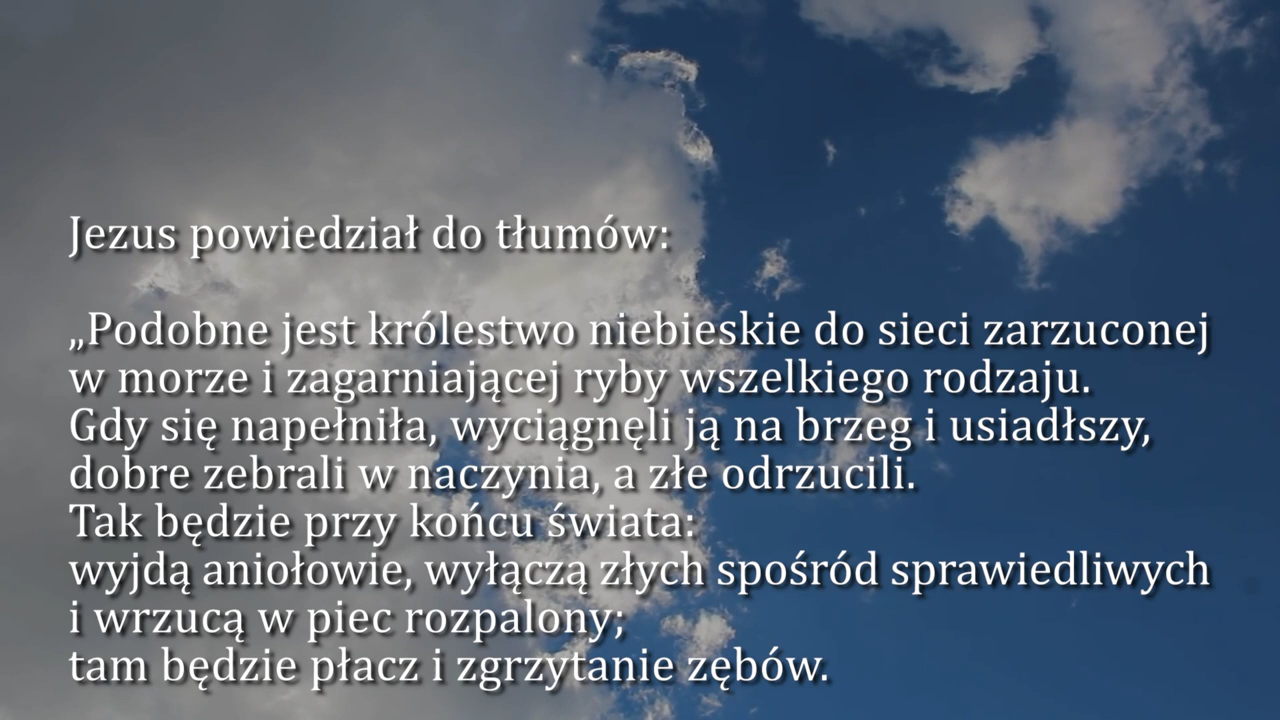 Jezus powiedział do tłumów:
„Podobne jest królestwo niebieskie do sieci zarzuconej
w morze i zagarniającej ryby wszelkiego rodzaju.
Gdy się napełniła, wyciągnęli ją na brzeg i usiadłszy,
dobre zebrali w naczynia, a złe odrzucili.
Tak będzie przy końcu świata:
wyjdą aniołowie, wyłączą złych spośród sprawiedliwych
i wrzucą w piec rozpalony;
tam będzie płacz i zgrzytanie zębów.